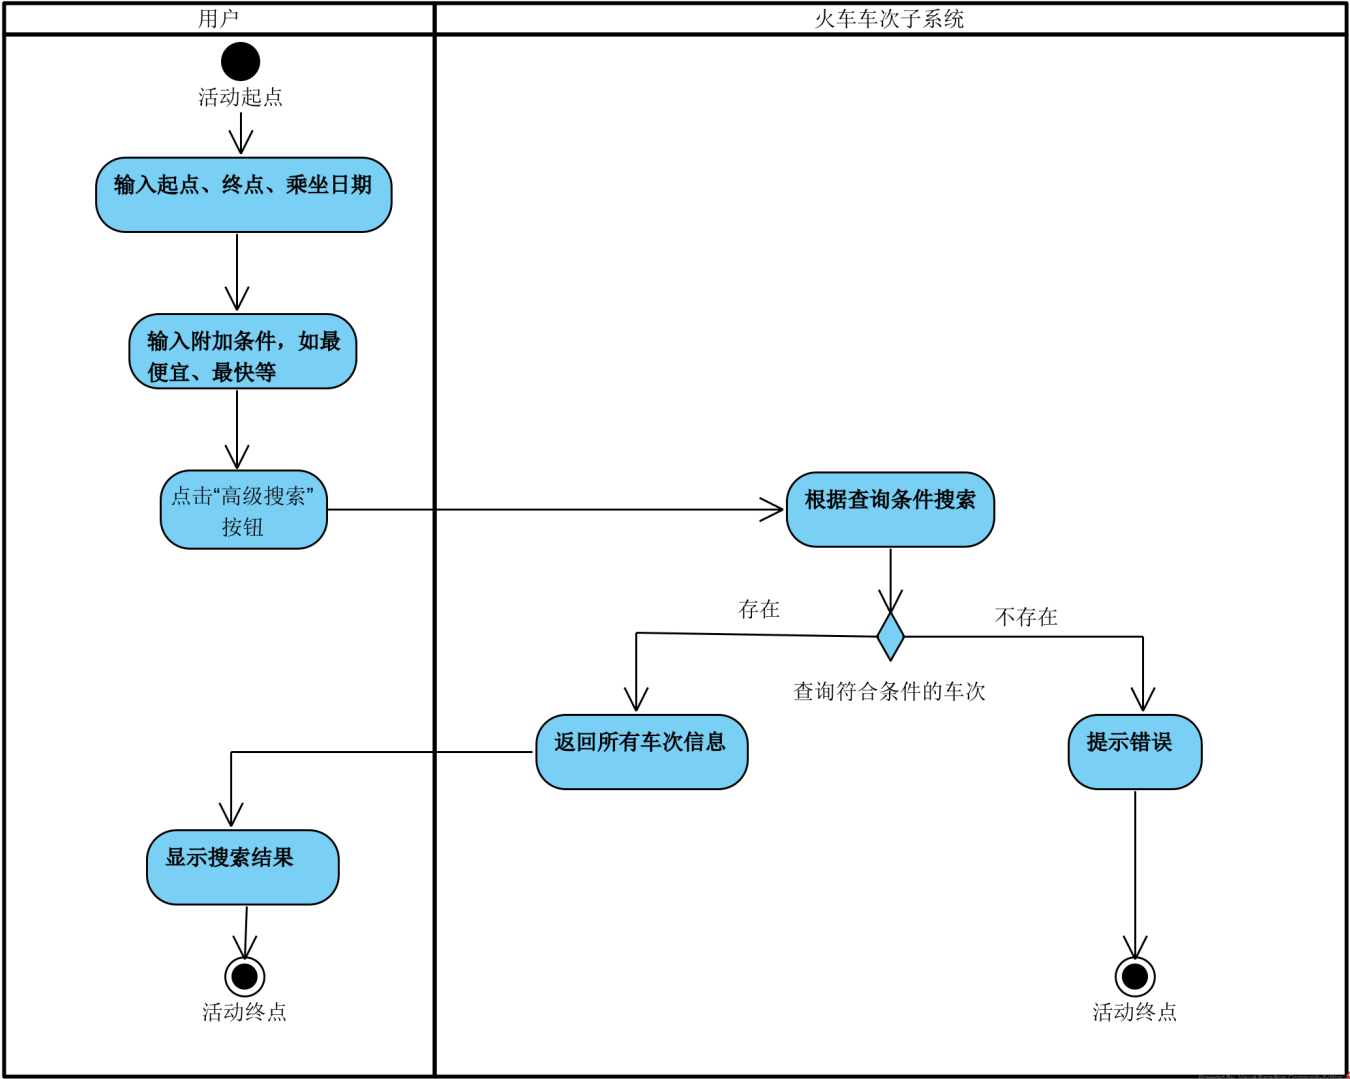 用户
火车车次子系统
活动起点
输入起点、终点、乘坐日期
输入附加条件，如最
便宜、最快等
点击“高级搜索”
按钮
根据查询条件搜索
存在
不存在
查询符合条件的车次
返回所有车次信息
提示错误
显示搜索结果
活动终点
活动终点